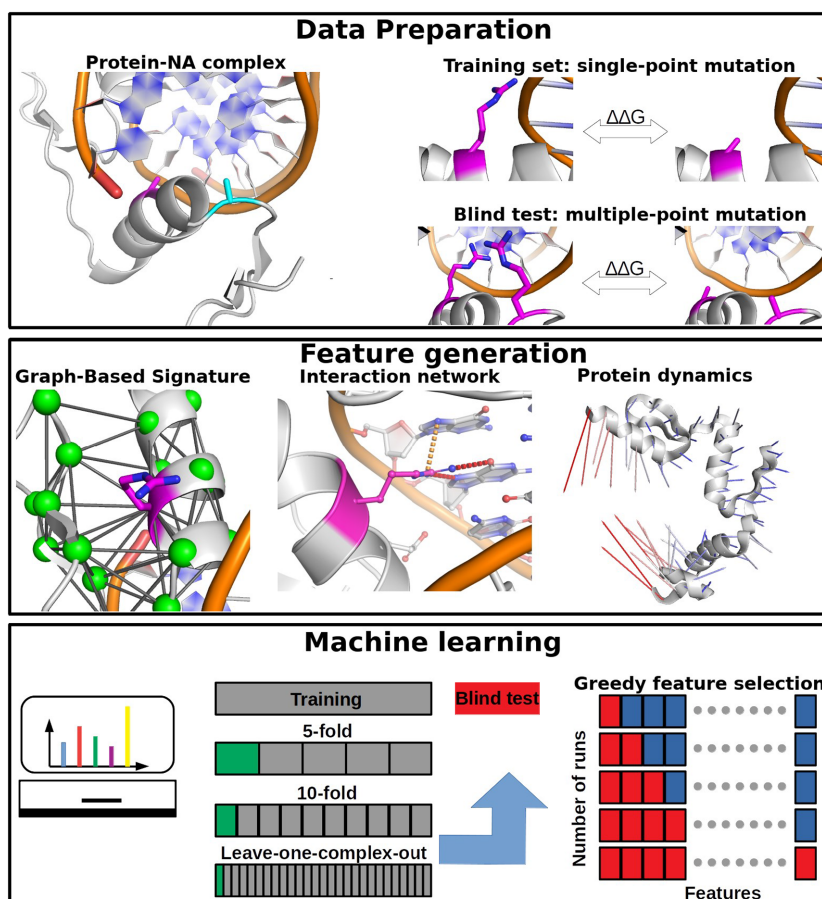 Data Preparation
Protein-NA complex
Training set: single-point mutation
ΔΔG
Blind test: multiple-point mutation
ΔΔG
Feature generation
Graph-Based Signature
Interaction network
Protein dynamics
Machine learning
Training
Blind test
Greedy feature selection
5-fold
10-fold
Leave-one-complex-out
Number of runs
Features